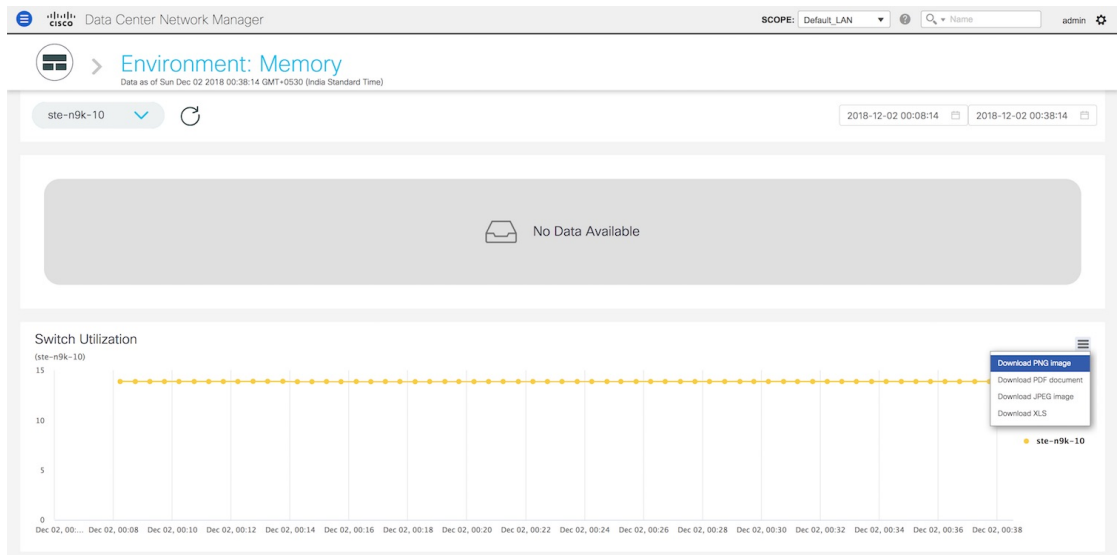 cisco Data Center Network Manager SCOPE: Default_LAN ? Name admin
Environment: Memory
Data as of Sun Dec 02 2018 00:38:14 GMT+0530 (India Standard Time)
ste-n9k-10 2018-12-02 00:08:14 2018-12-02 00:38:14
No Data Available
Switch Utilization
(ste-n9k-10)
Download PNG image
Download PDF document
Download JPEG image
Download XLS
ste-n9k-10
15
10
5
0
Dec 02, 00:... Dec 02, 00:08 Dec 02, 00:10 Dec 02, 00:12 Dec 02, 00:14 Dec 02, 00:16 Dec 02, 00:18 Dec 02, 00:20 Dec 02, 00:22 Dec 02, 00:24 Dec 02, 00:26 Dec 02, 00:28 Dec 02, 00:30 Dec 02, 00:32 Dec 02, 00:34 Dec 02, 00:36 Dec 02, 00:38